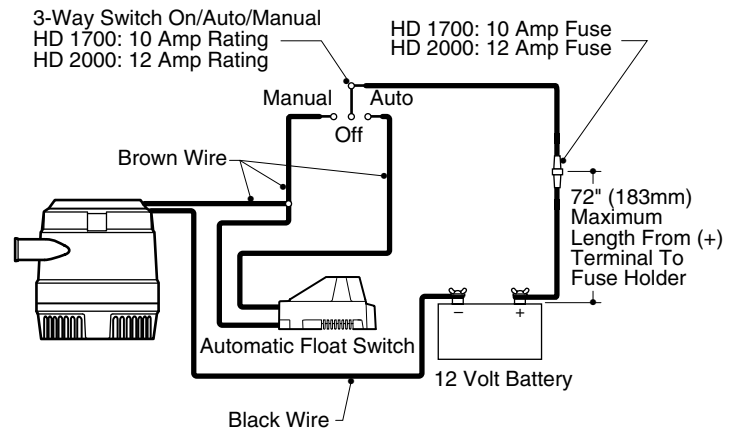 3-Way Switch On/Auto/Manual
HD 1700: 10 Amp Rating
HD 2000: 12 Amp Rating
HD 1700: 10 Amp Fuse
HD 2000: 12 Amp Fuse
Manual
Auto
Off
Brown Wire
72" (183mm)
Maximum
Length From (+)
Terminal To
Fuse Holder
– +
Automatic Float Switch
12 Volt Battery
Black Wire